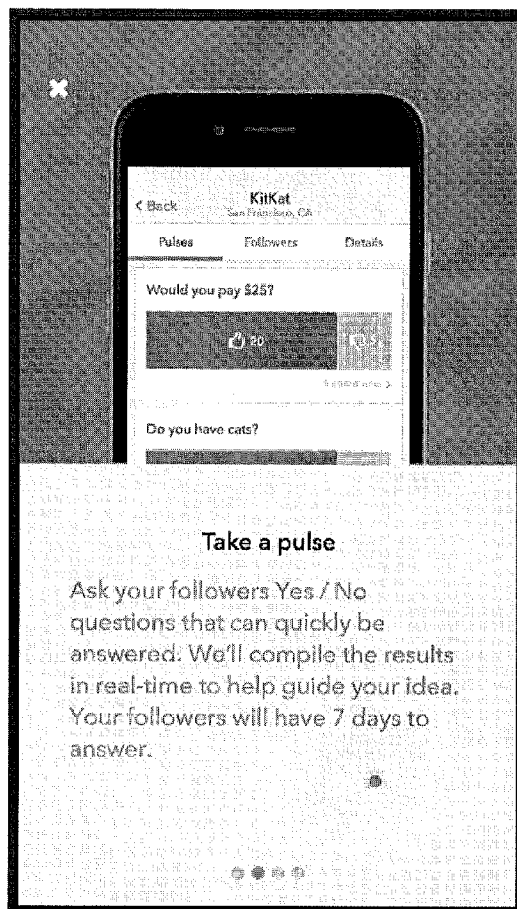 < Back
KitKat
San Francisco, CA
Pulses Followers Details
Would you pay $25?
20
Do you have cats?
Take a pulse
Ask your followers Yes / No
questions that can quickly be
answered. We'll compile the results
in real-time to help guide your idea.
Your followers will have 7 days to
answer.